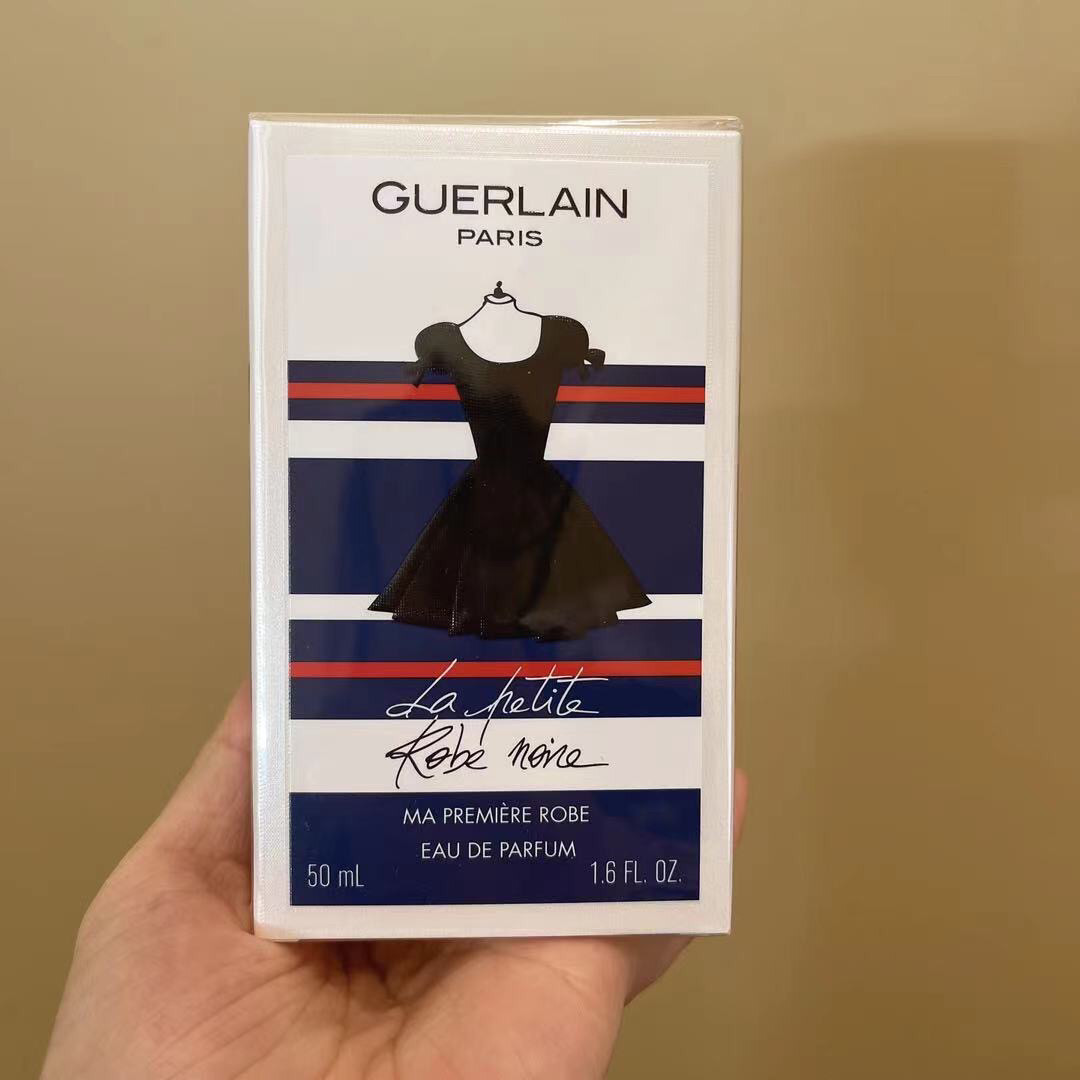 GUERLAIN
PARIS
La petite
Robe noire
MA PREMIÈRE ROBE
EAU DE PARFUM
50 mL 1.6 FL. OZ.